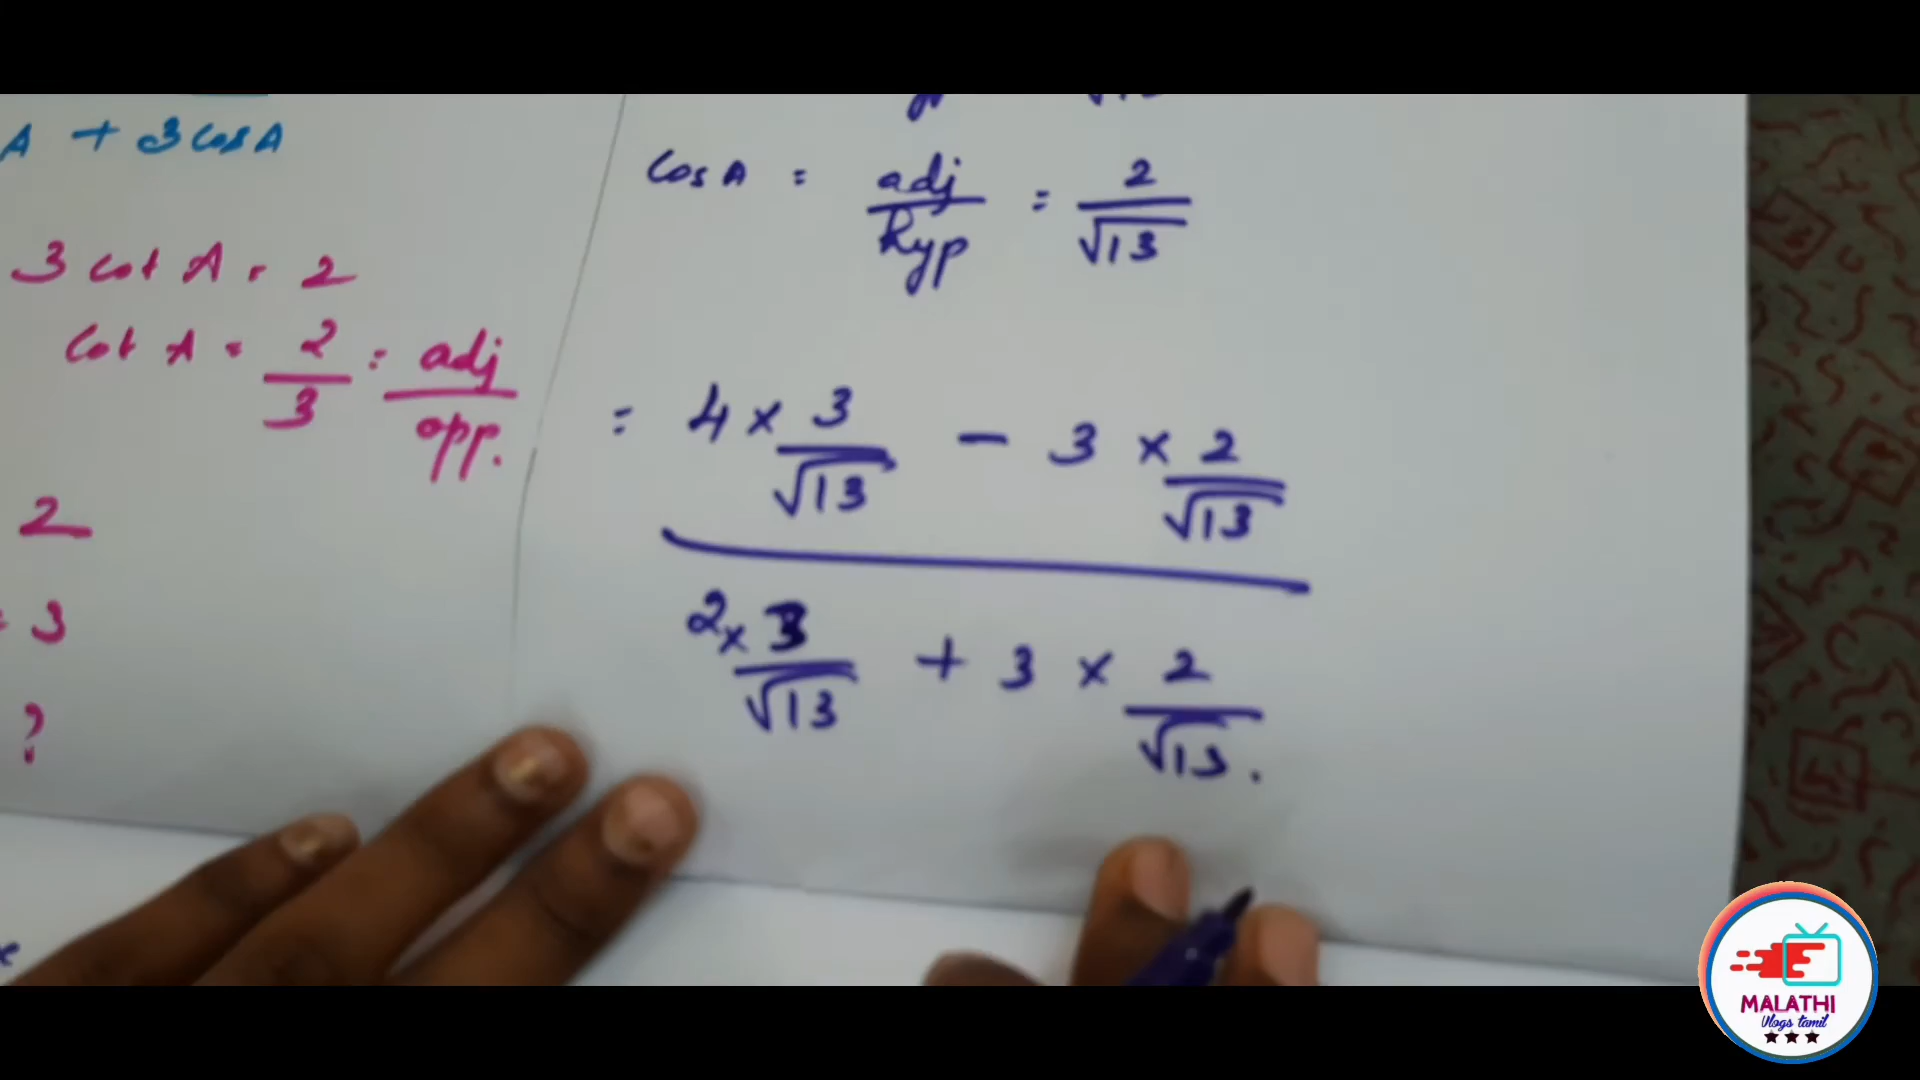 A + 3 cos A
3 cot A = 2
cot A = 2/3 = adj/opp.
2
= 3
?
cos A = adj/hyp = 2/√13
= 4 × 3/√13 - 3 × 2/√13
2 × 3/√13 + 3 × 2/√13.
MALATHI
Vlogs tamil